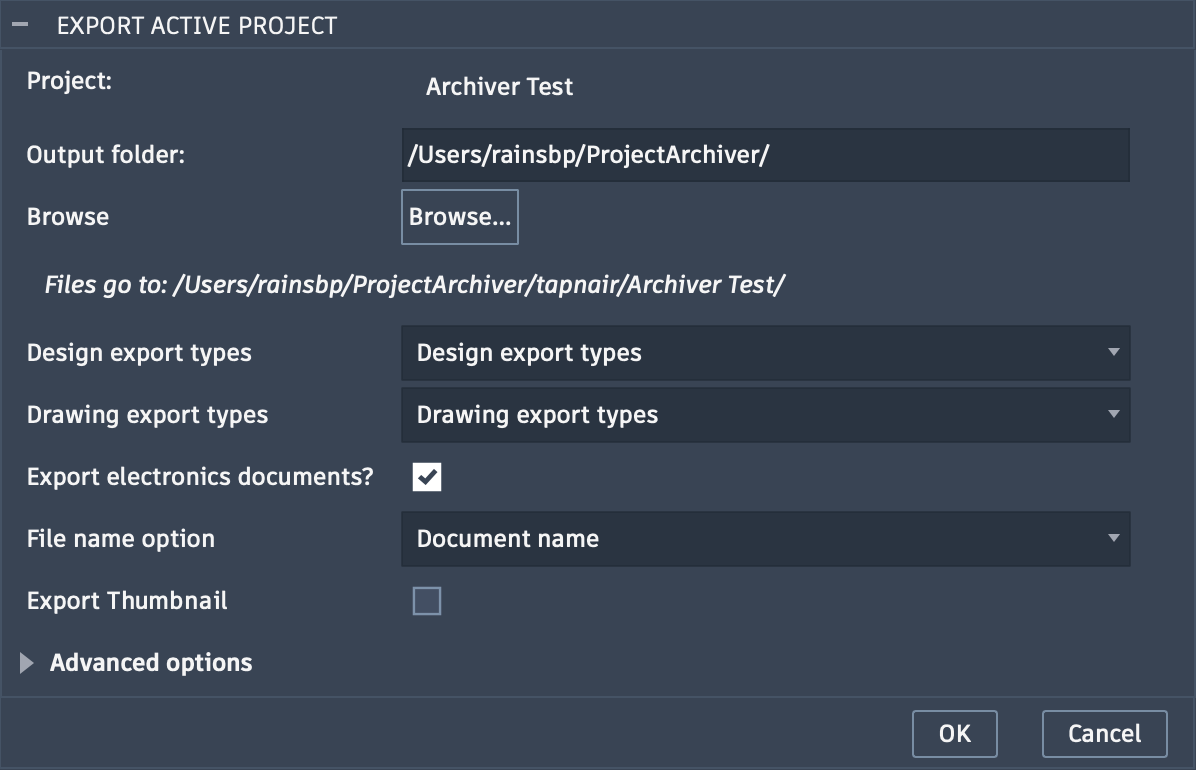 EXPORT ACTIVE PROJECT
Project: Archiver Test
Output folder: /Users/rainsbp/ProjectArchiver/
Browse Browse...
Files go to: /Users/rainsbp/ProjectArchiver/tapnair/Archiver Test/
Design export types Design export types
Drawing export types Drawing export types
Export electronics documents?
File name option Document name
Export Thumbnail
Advanced options
OK Cancel